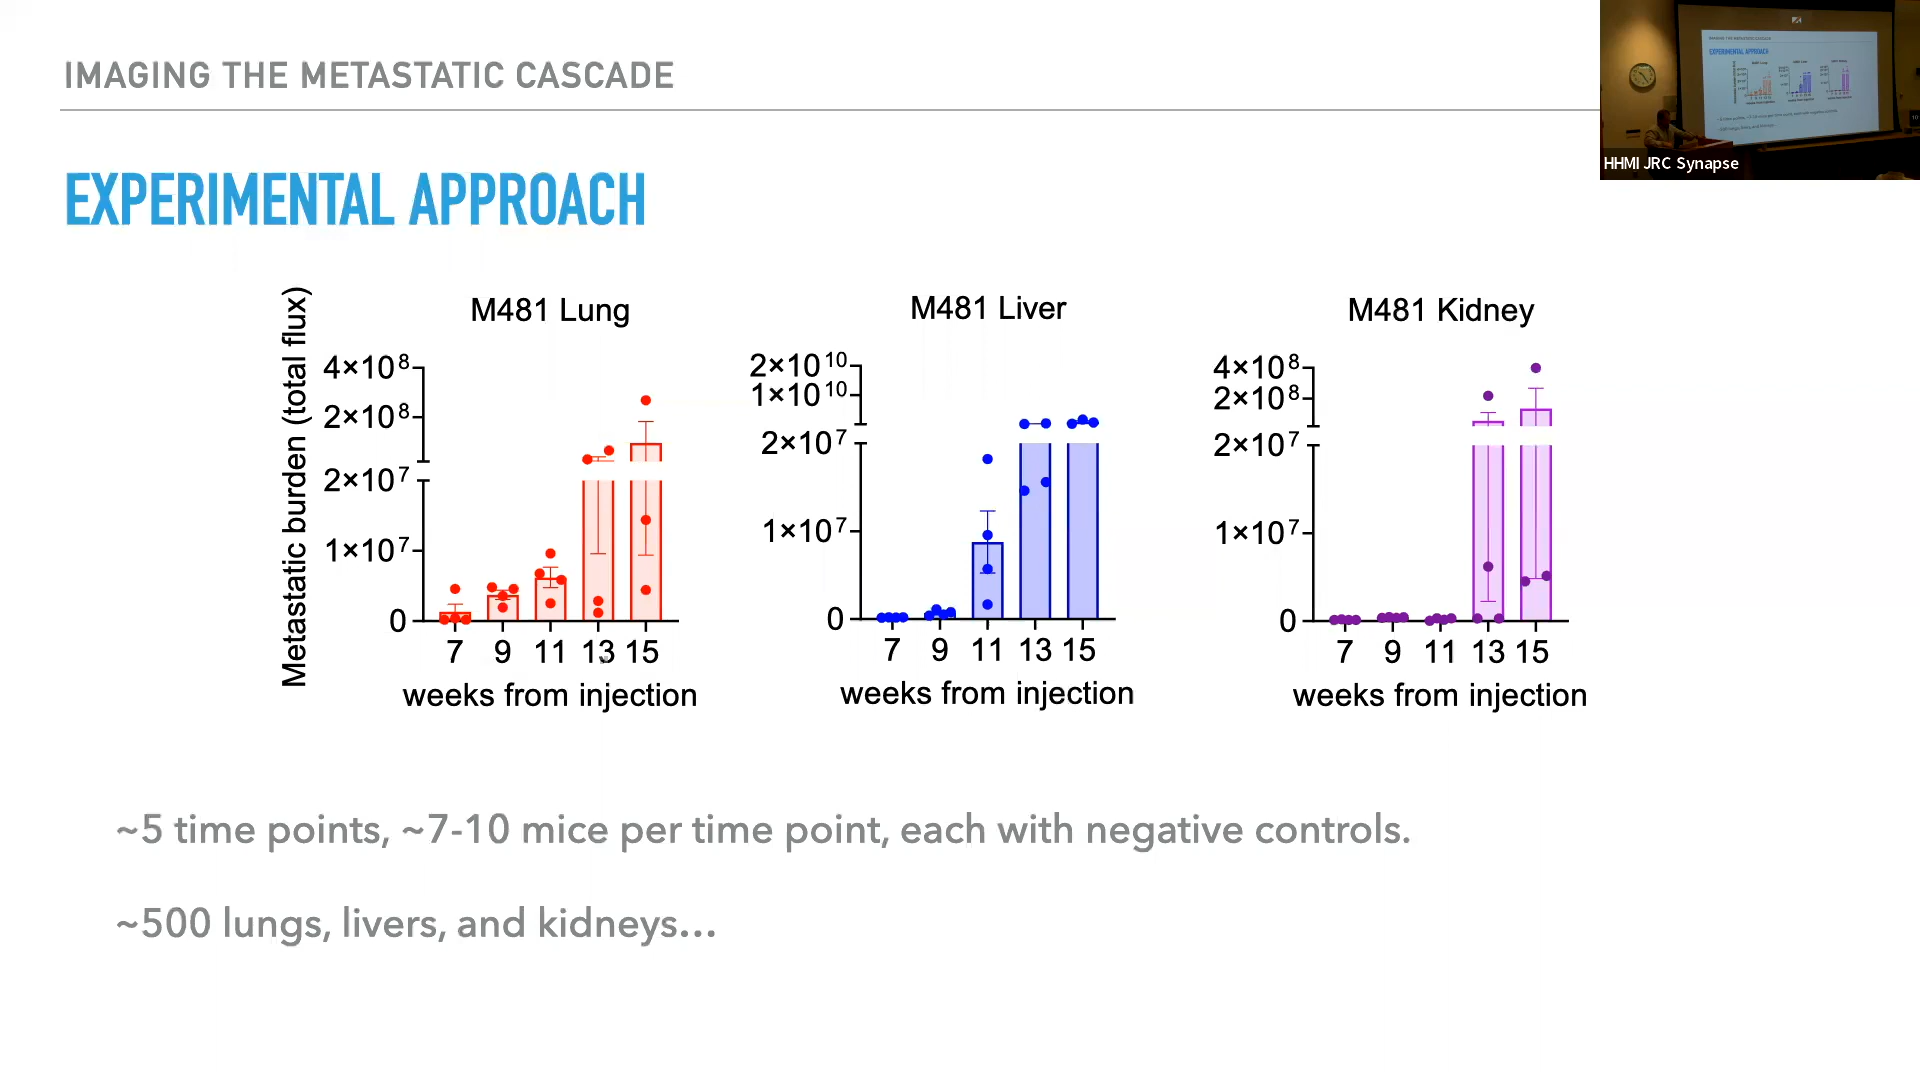 IMAGING THE METASTATIC CASCADE
HHMI JRC Synapse
EXPERIMENTAL APPROACH
Metastatic burden (total flux)
M481 Lung
4×10⁸
2×10⁸
2×10⁷
1×10⁷
0
7 9 11 13 15
weeks from injection
M481 Liver
2×10¹⁰
1×10¹⁰
2×10⁷
1×10⁷
0
7 9 11 13 15
weeks from injection
M481 Kidney
4×10⁸
2×10⁸
2×10⁷
1×10⁷
0
7 9 11 13 15
weeks from injection
~5 time points, ~7-10 mice per time point, each with negative controls.
~500 lungs, livers, and kidneys...